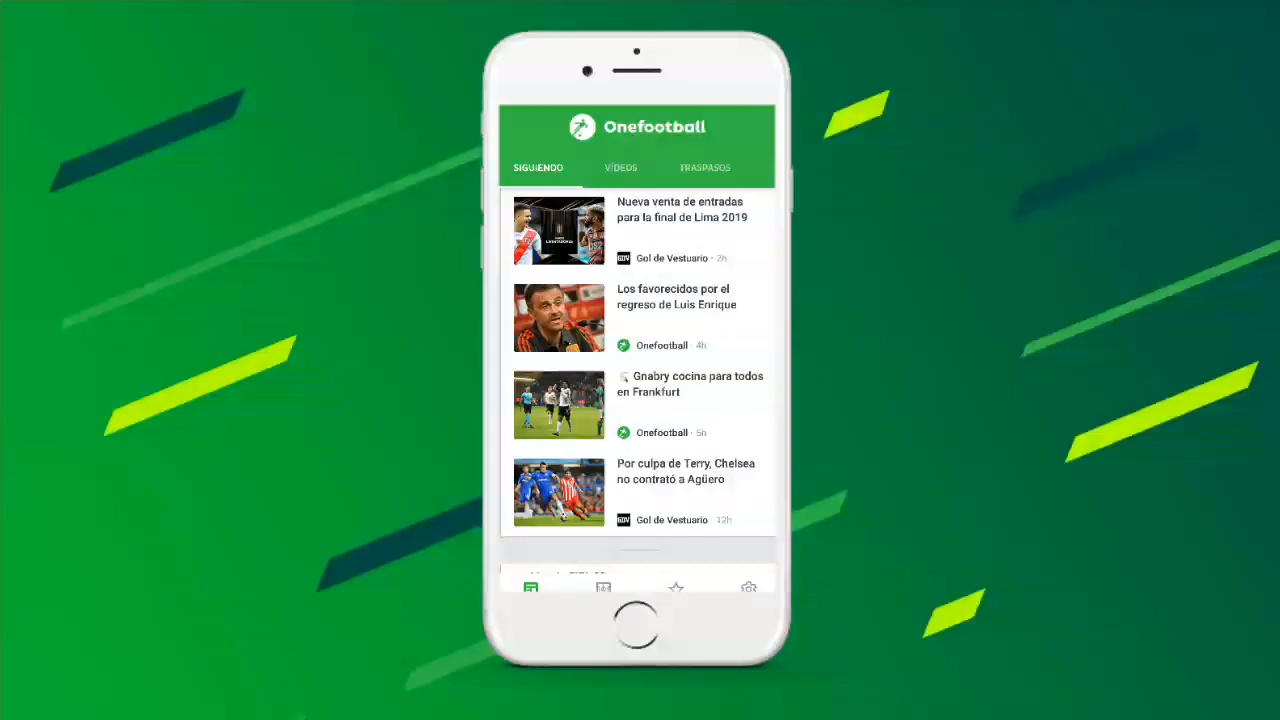 Onefootball
SIGUIENDO VÍDEOS TRASPASOS
Nueva venta de entradas
para la final de Lima 2019
GDV Gol de Vestuario · 2h
Los favorecidos por el
regreso de Luis Enrique
Onefootball · 4h
Gnabry cocina para todos
en Frankfurt
Onefootball · 5h
Por culpa de Terry, Chelsea
no contrató a Agüero
GDV Gol de Vestuario · 12h